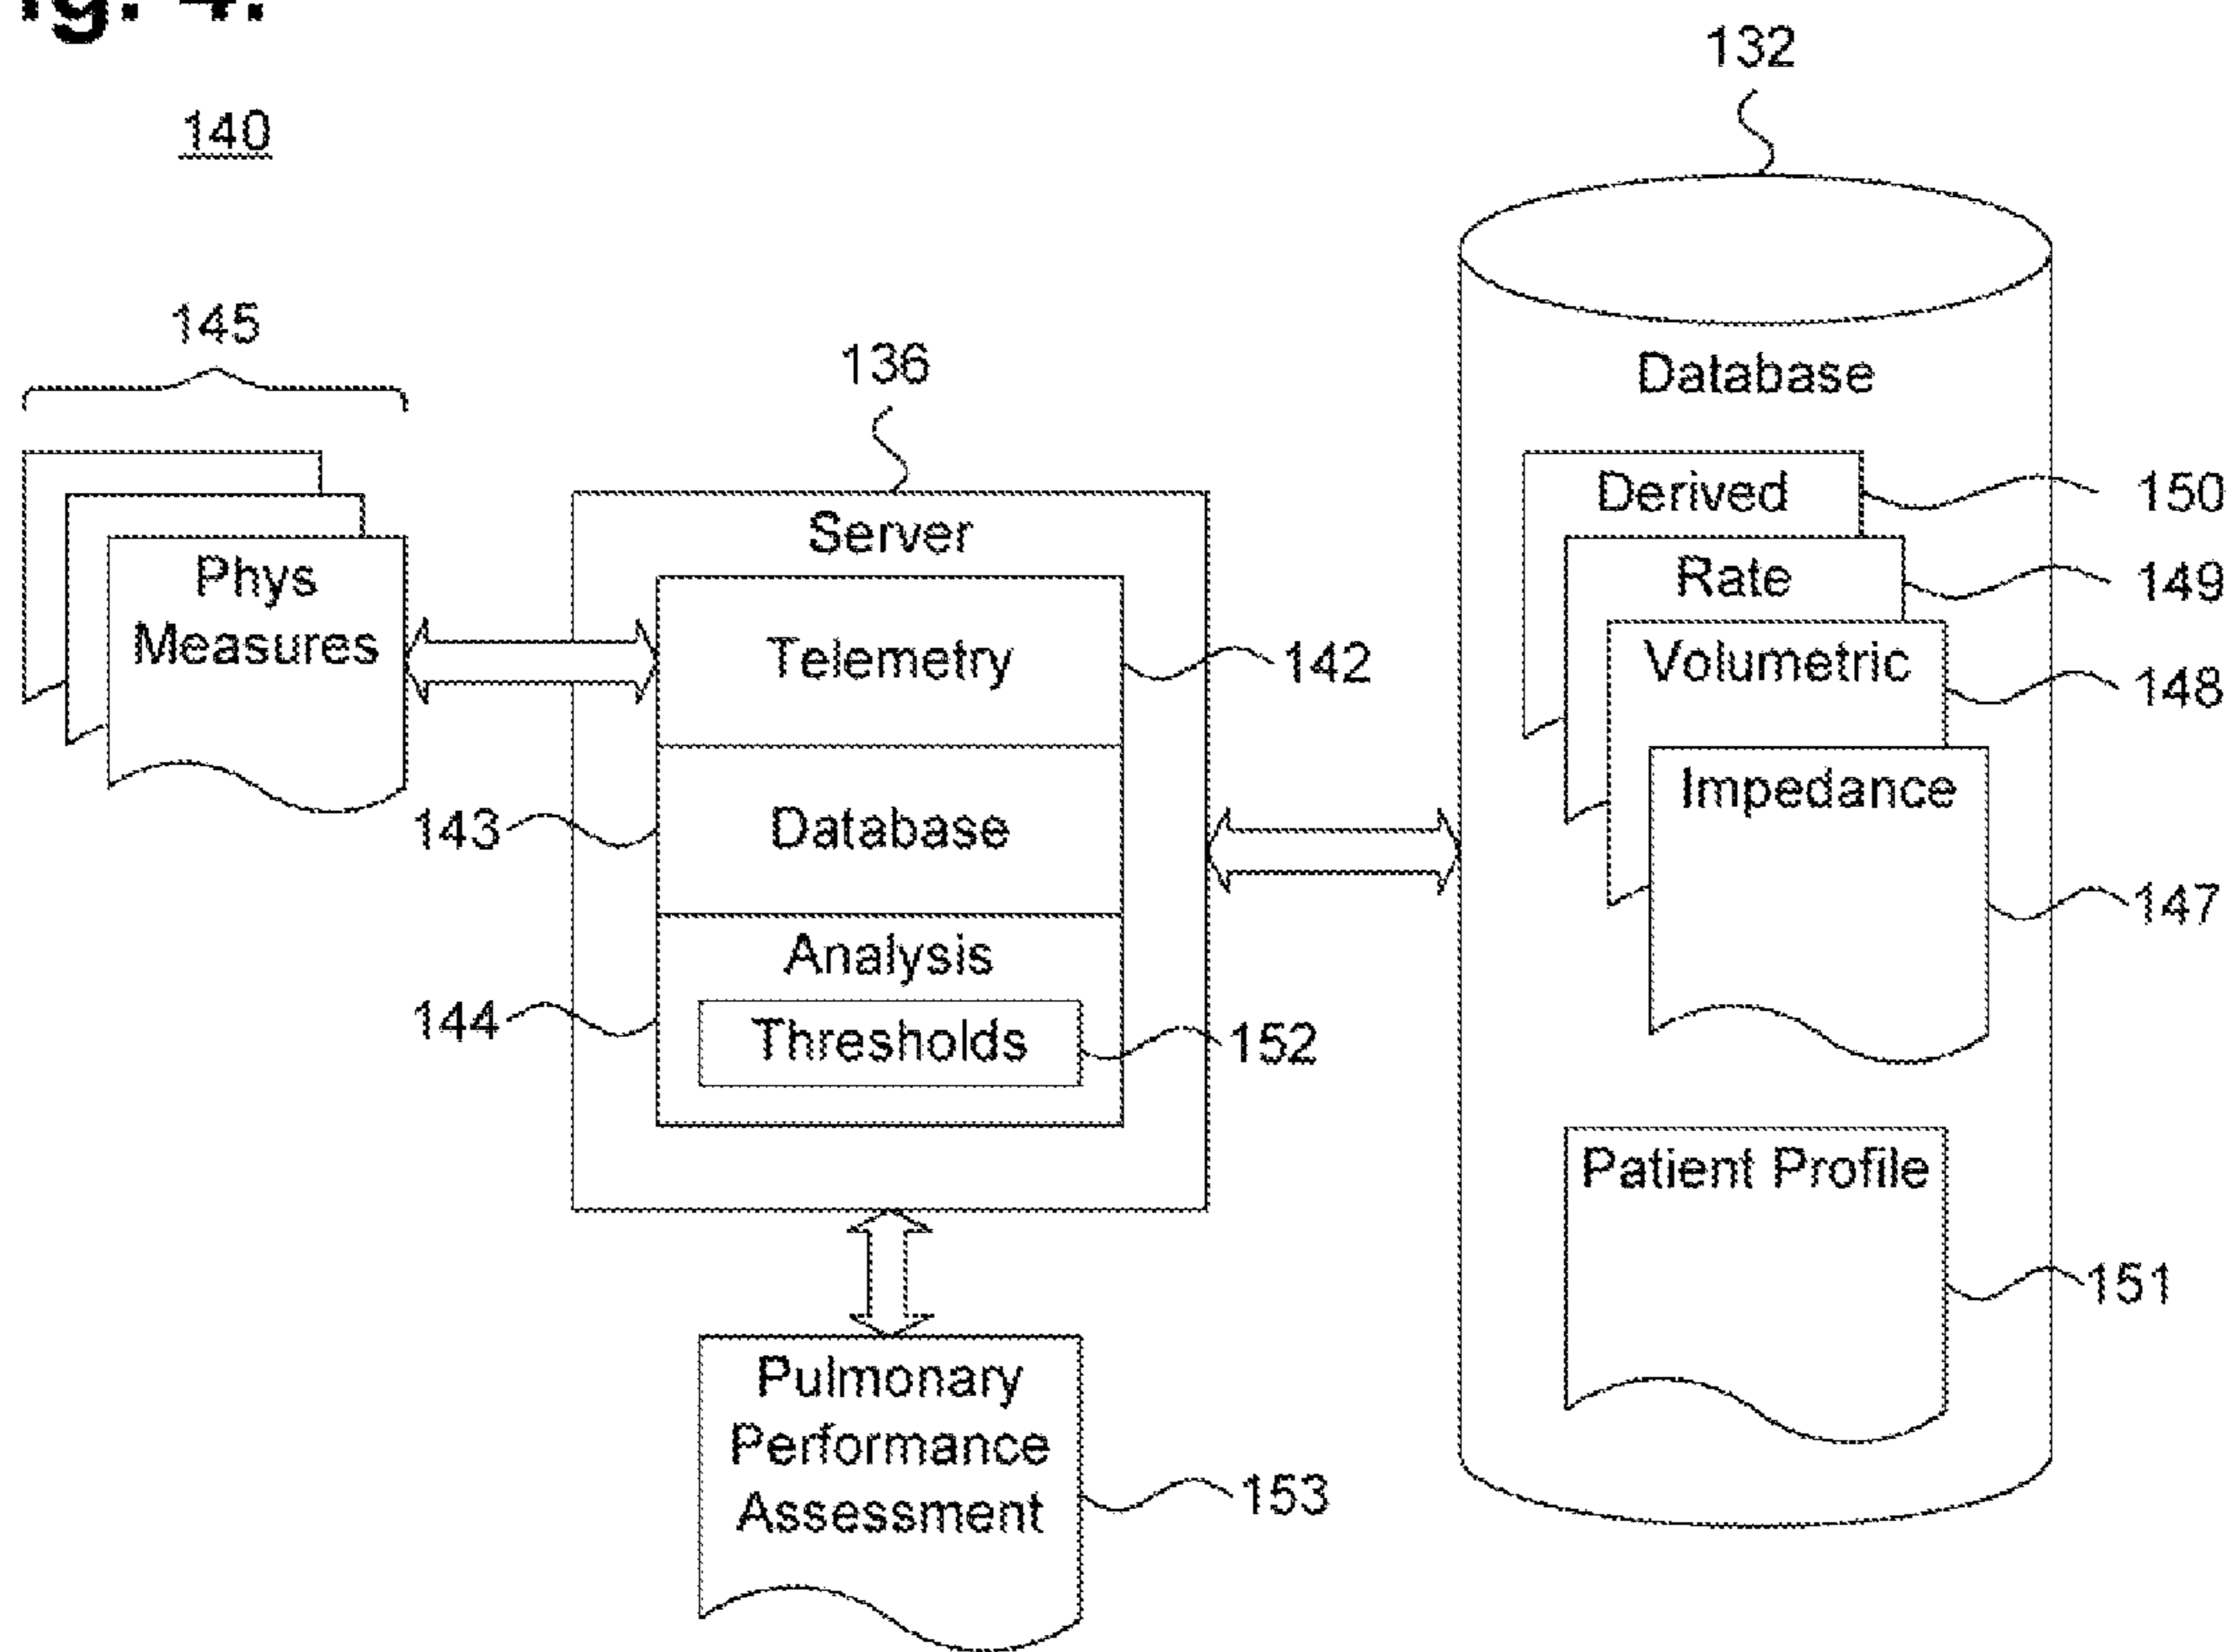 ig. 4.
140
132
145
136
Database
Derived
150
Server
Rate
149
Phys
Measures
Telemetry
142
Volumetric
148
Impedance
143
Database
147
Analysis
144
Thresholds
152
Patient Profile
151
Pulmonary
Performance
Assessment
153